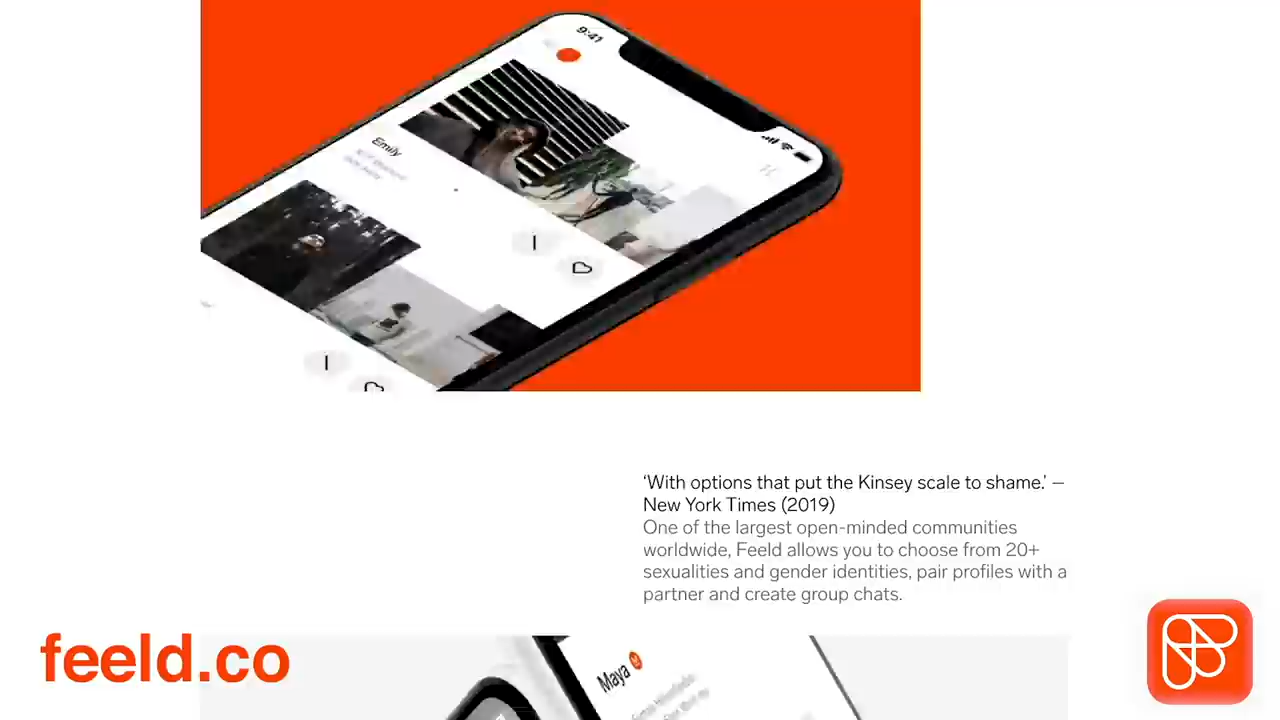 9:41
Emily
'With options that put the Kinsey scale to shame.' –
New York Times (2019)
One of the largest open-minded communities
worldwide, Feeld allows you to choose from 20+
sexualities and gender identities, pair profiles with a
partner and create group chats.
feeld.co
Maya